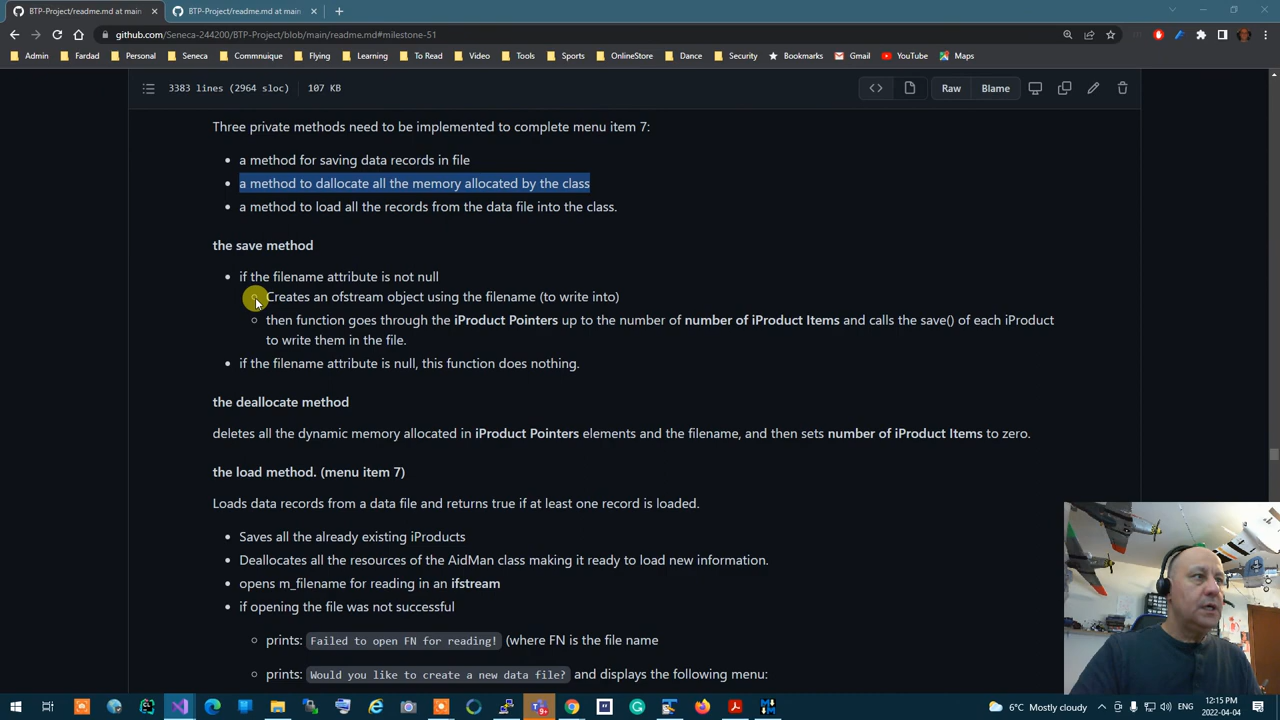 BTP-Project/readme.md at main
BTP-Project/readme.md at main
github.com/Seneca-244200/BTP-Project/blob/main/readme.md#milestone-51
Admin
Fardad
Personal
Seneca
Commnuique
Flying
Learning
To Read
Video
Tools
Sports
OnlineStore
Dance
Security
Bookmarks
Gmail
YouTube
Maps
3383 lines (2964 sloc)
107 KB
Raw
Blame
Three private methods need to be implemented to complete menu item 7:
a method for saving data records in file
a method to dallocate all the memory allocated by the class
a method to load all the records from the data file into the class.
the save method
if the filename attribute is not null
Creates an ofstream object using the filename (to write into)
then function goes through the iProduct Pointers up to the number of number of iProduct Items and calls the save() of each iProduct
to write them in the file.
if the filename attribute is null, this function does nothing.
the deallocate method
deletes all the dynamic memory allocated in iProduct Pointers elements and the filename, and then sets number of iProduct Items to zero.
the load method. (menu item 7)
Loads data records from a data file and returns true if at least one record is loaded.
Saves all the already existing iProducts
Deallocates all the resources of the AidMan class making it ready to load new information.
opens m_filename for reading in an ifstream
if opening the file was not successful
prints: Failed to open FN for reading! (where FN is the file name
prints: Would you like to create a new data file? and displays the following menu:
6°C Mostly cloudy
12:15 PM
2022-04-04